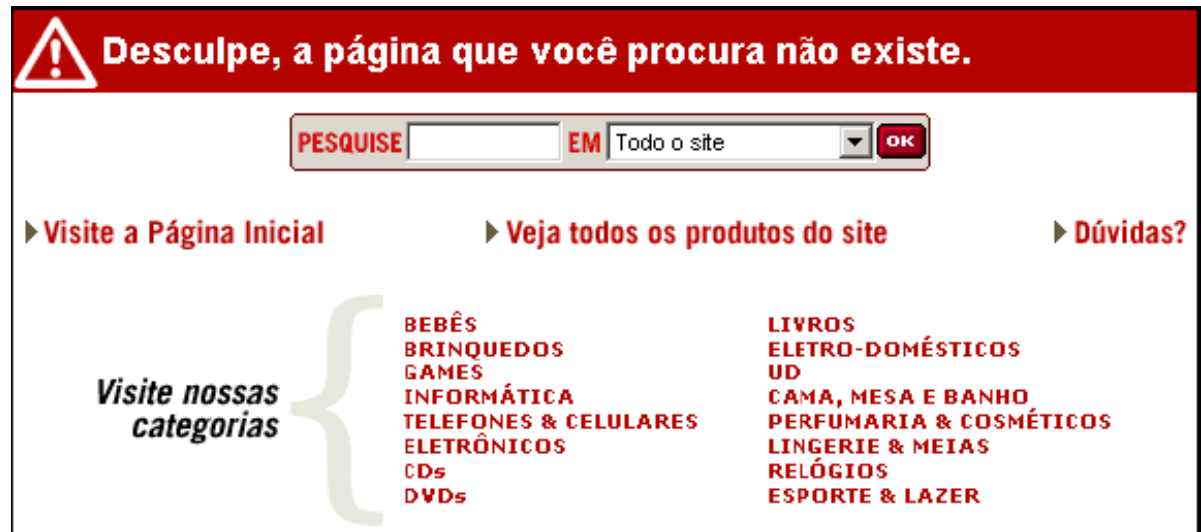 Desculpe, a página que você procura não existe.
PESQUISE EM Todo o site OK
Visite a Página Inicial Veja todos os produtos do site Dúvidas?
Visite nossas
categorias
BEBÊS
BRINQUEDOS
GAMES
INFORMÁTICA
TELEFONES & CELULARES
ELETRÔNICOS
CDs
DVDs
LIVROS
ELETRO-DOMÉSTICOS
UD
CAMA, MESA E BANHO
PERFUMARIA & COSMÉTICOS
LINGERIE & MEIAS
RELÓGIOS
ESPORTE & LAZER